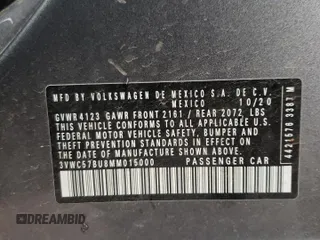 MFD BY VOLKSWAGEN DE MEXICO S.A. DE C.V.
MEXICO 10/20
GVWR 4123 GAWR FRONT 2161 / REAR 2072 LBS
THIS VEHICLE CONFORMS TO ALL APPLICABLE U.S.
FEDERAL MOTOR VEHICLE SAFETY, BUMPER AND
THEFT PREVENTION STANDARDS IN EFFECT ON THE
DATE OF MANUFACTURE SHOWN ABOVE.
3VWC57BU8MM015000 PASSENGER CAR
4421576 3387 M
DREAMBID